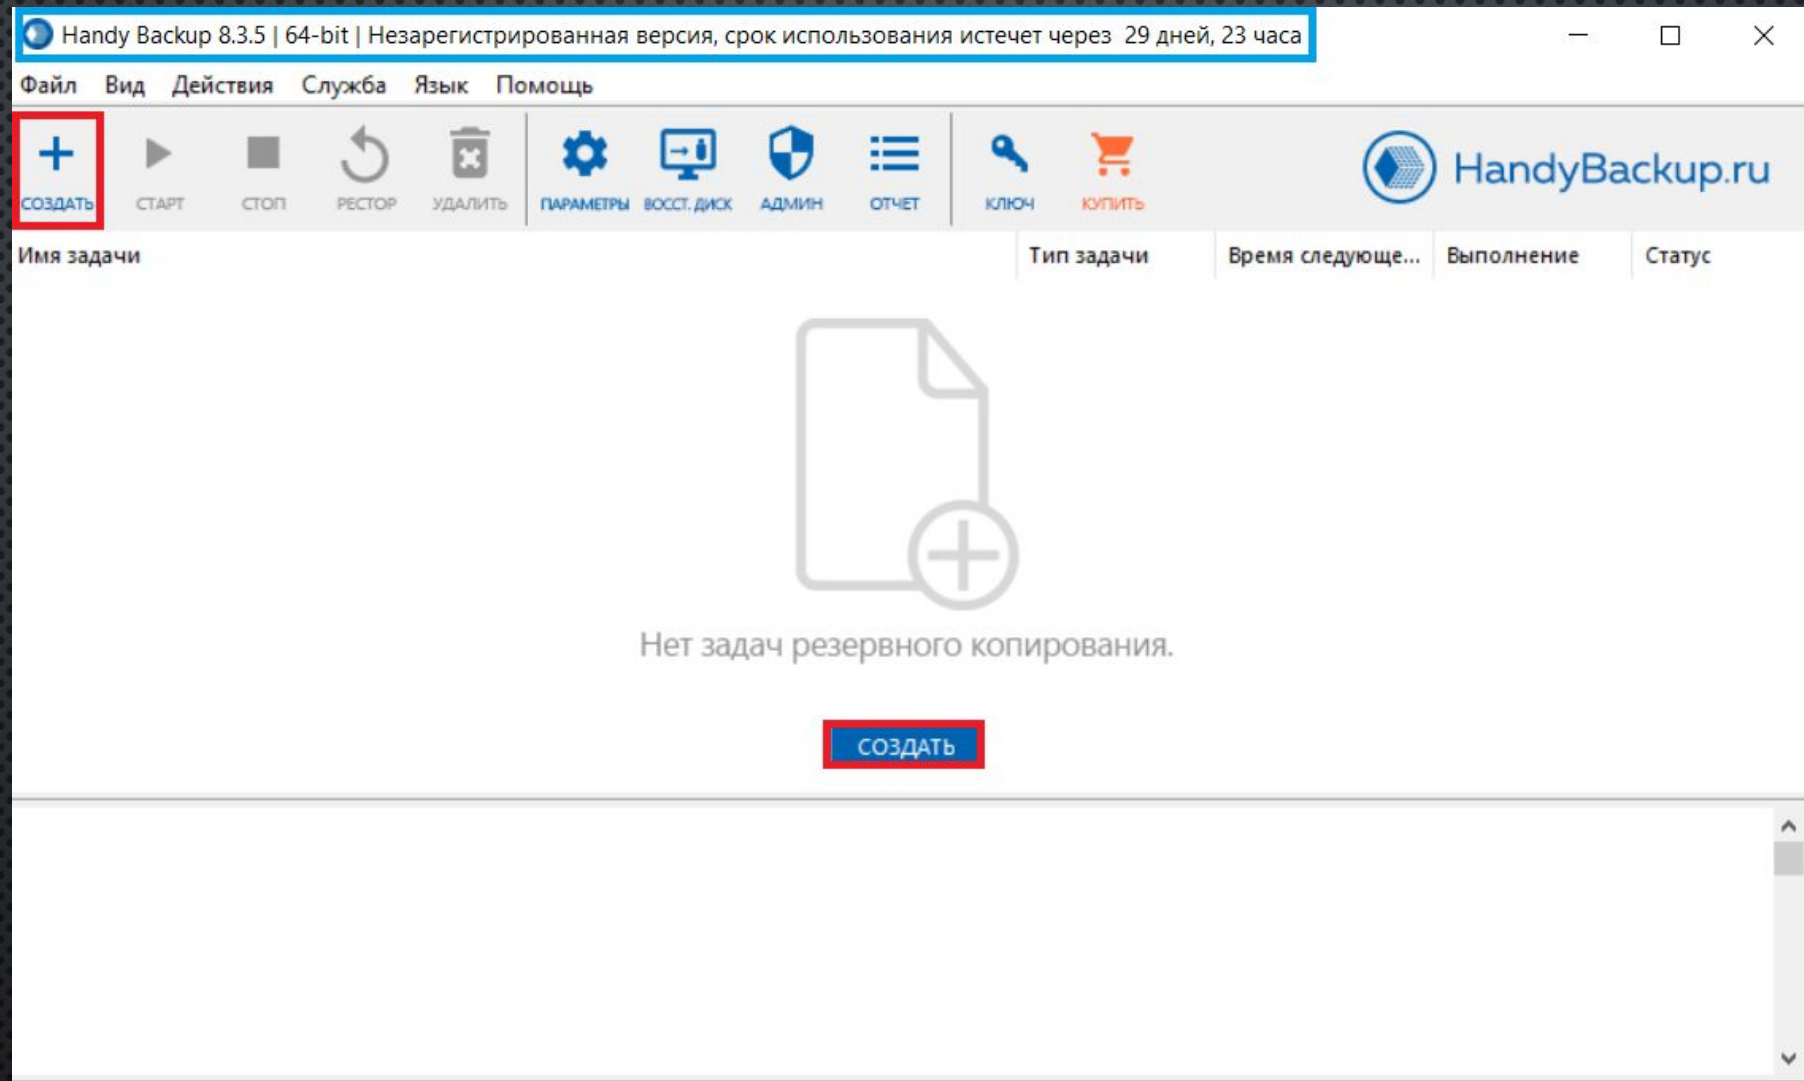 Handy Backup 8.3.5 | 64-bit | Незарегистрированная версия, срок использования истечет через 29 дней, 23 часа
Файл Вид Действия Служба Язык Помощь
СОЗДАТЬ СТАРТ СТОП РЕСТОР УДАЛИТЬ ПАРАМЕТРЫ ВОССТ. ДИСК АДМИН ОТЧЕТ КЛЮЧ КУПИТЬ HandyBackup.ru
Имя задачи Тип задачи Время следующе... Выполнение Статус
Нет задач резервного копирования.
СОЗДАТЬ